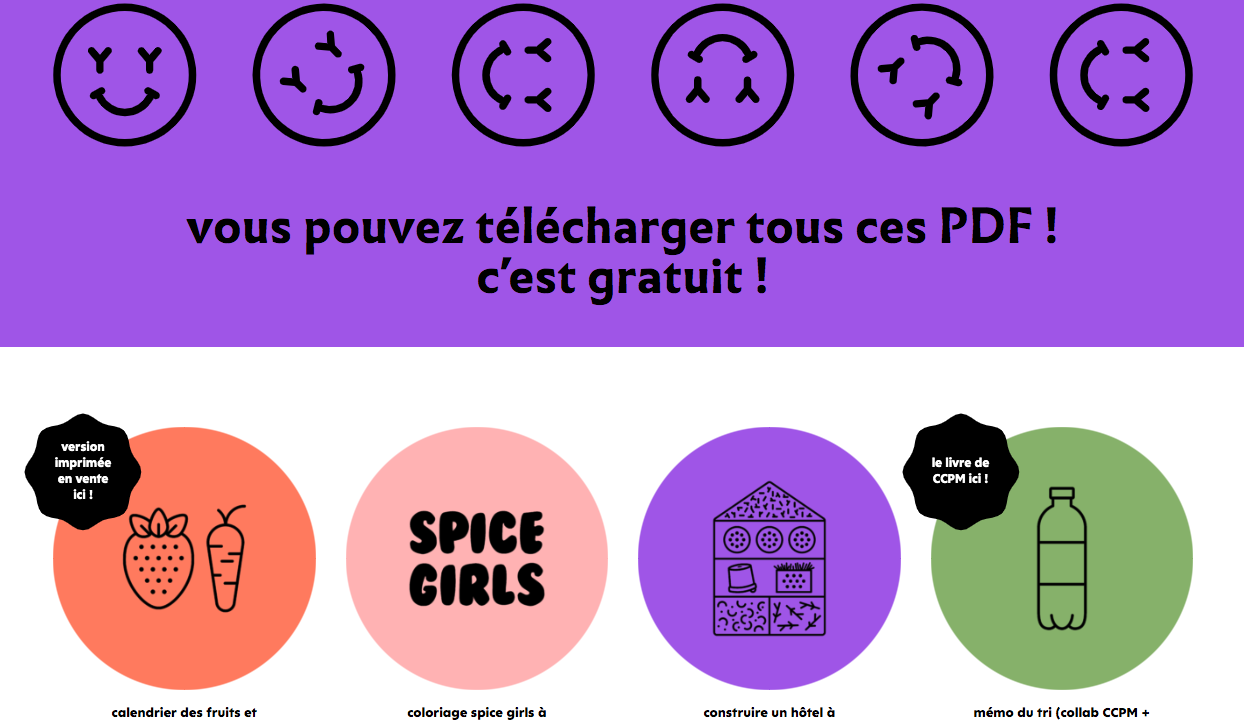 vous pouvez télécharger tous ces PDF !
c’est gratuit !
version
imprimée
en vente
ici !
le livre de
CCPM ici !
SPICE
GIRLS
calendrier des fruits et
coloriage spice girls à
construire un hôtel à
mémo du tri (collab CCPM +